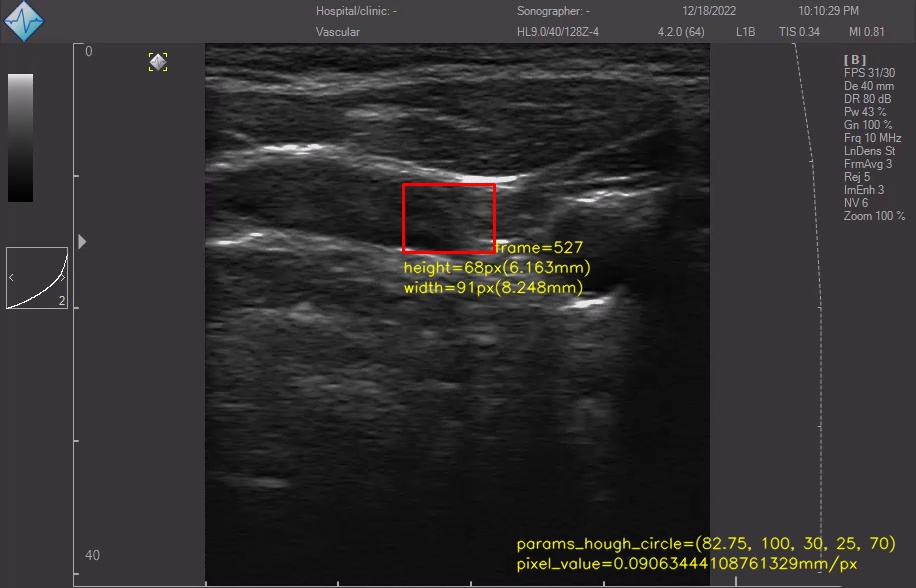 Hospital/clinic: - Sonographer: - 12/18/2022 10:10:29 PM
Vascular HL9.0/40/128Z-4 4.2.0 (64) L1B TIS 0.34 MI 0.81
0
[ B ]
FPS 31/30
De 40 mm
DR 80 dB
Pw 43 %
Gn 100 %
Frq 10 MHz
LnDens St
FrmAvg 3
Rej 5
ImEnh 3
NV 6
Zoom 100 %
frame=527
height=68px(6.163mm)
width=91px(8.248mm)
2
params_hough_circle=(82.75, 100, 30, 25, 70)
40
pixel_value=0.09063444108761329mm/px